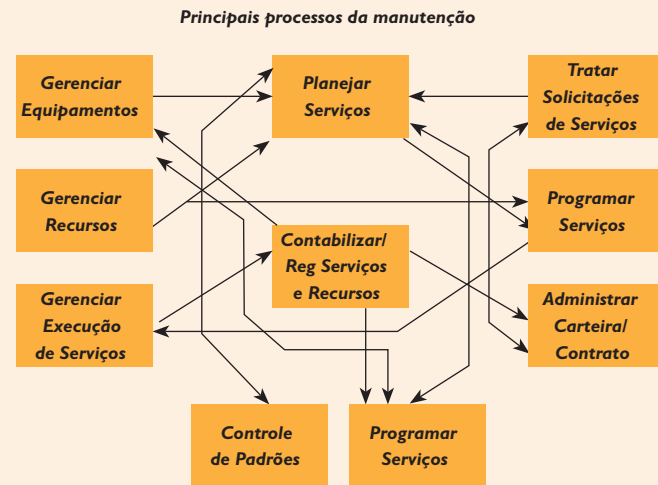 Principais processos da manutenção
Gerenciar
Equipamentos
Planejar
Serviços
Tratar
Solicitações
de Serviços
Gerenciar
Recursos
Programar
Serviços
Contabilizar/
Reg Serviços
e Recursos
Gerenciar
Execução
de Serviços
Administrar
Carteira/
Contrato
Controle
de Padrões
Programar
Serviços